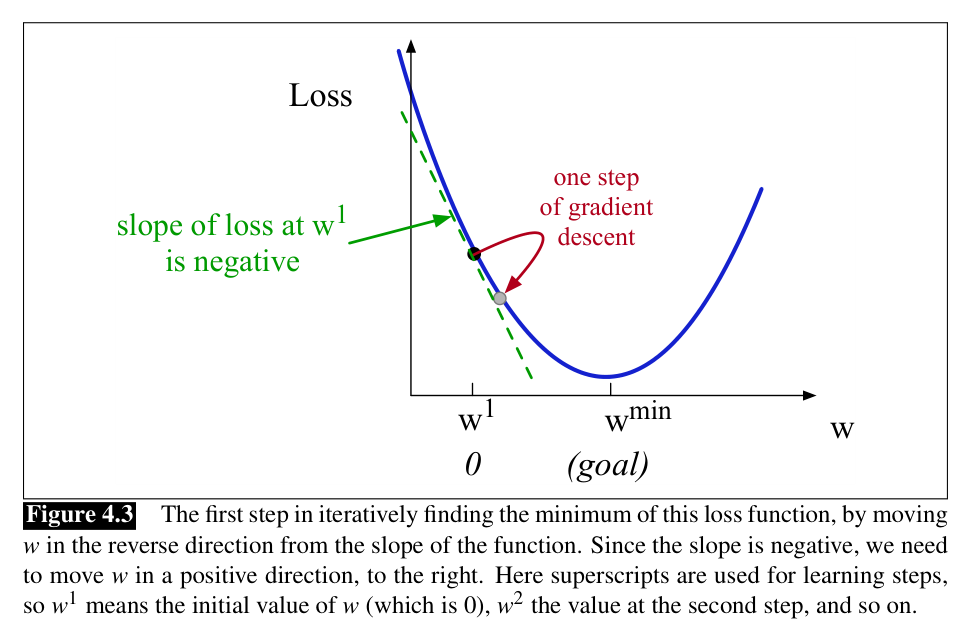 Loss
one step
of gradient
descent
slope of loss at w1
is negative
w1
wmin
w
0
(goal)
Figure 4.3 The first step in iteratively finding the minimum of this loss function, by moving
w in the reverse direction from the slope of the function. Since the slope is negative, we need
to move w in a positive direction, to the right. Here superscripts are used for learning steps,
so w1 means the initial value of w (which is 0), w2 the value at the second step, and so on.